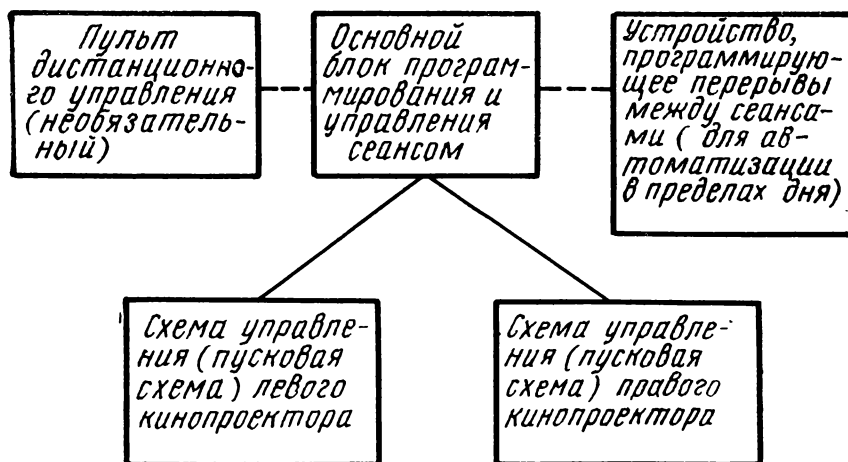 Пульт
дистанционно-
го управления
(необязатель-
ный)
Основной
блок програм-
мирования и
управления
сеансом
Устройство,
программирую-
щее перерывы
между сеанса-
ми ( для ав-
томатизации
в пределах дня)
Схема управле-
ния (пусковая
схема) левого
кинопроектора
Схема управле-
ния (пусковая
схема) правого
кинопроектора